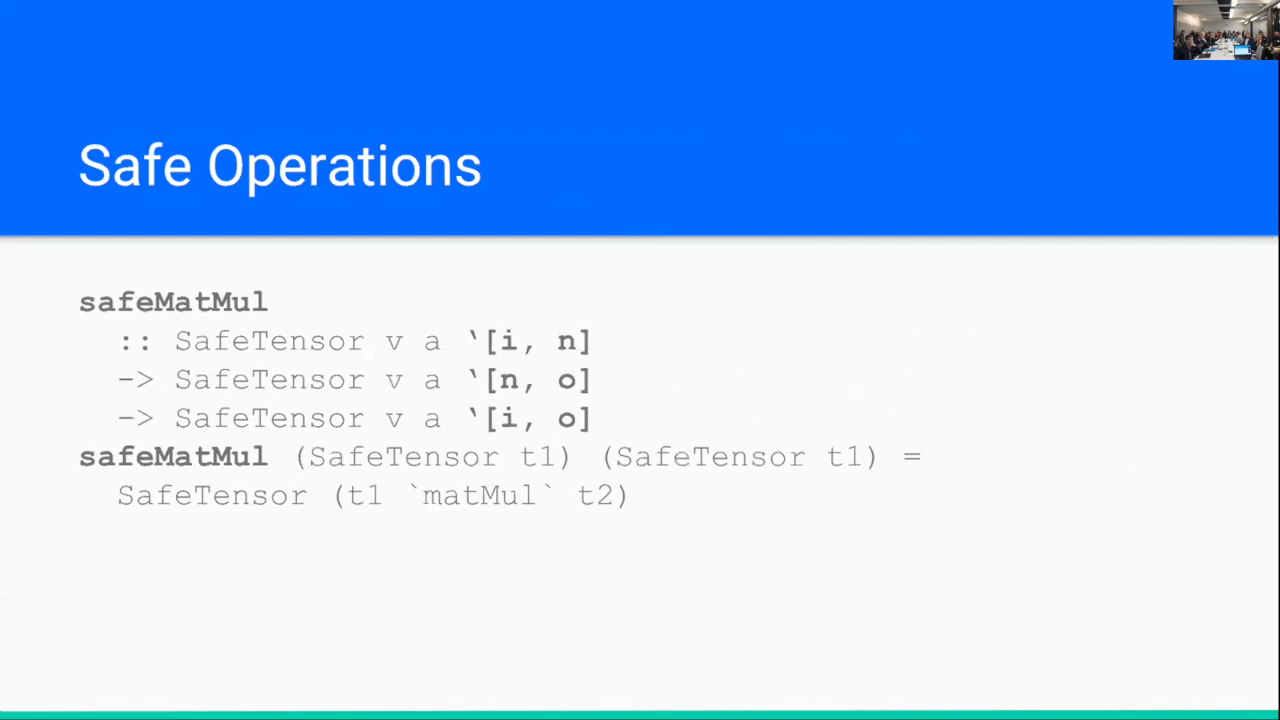 Safe Operations
safeMatMul
:: SafeTensor v a ‘[i, n]
-> SafeTensor v a ‘[n, o]
-> SafeTensor v a ‘[i, o]
safeMatMul (SafeTensor t1) (SafeTensor t1) =
SafeTensor (t1 `matMul` t2)